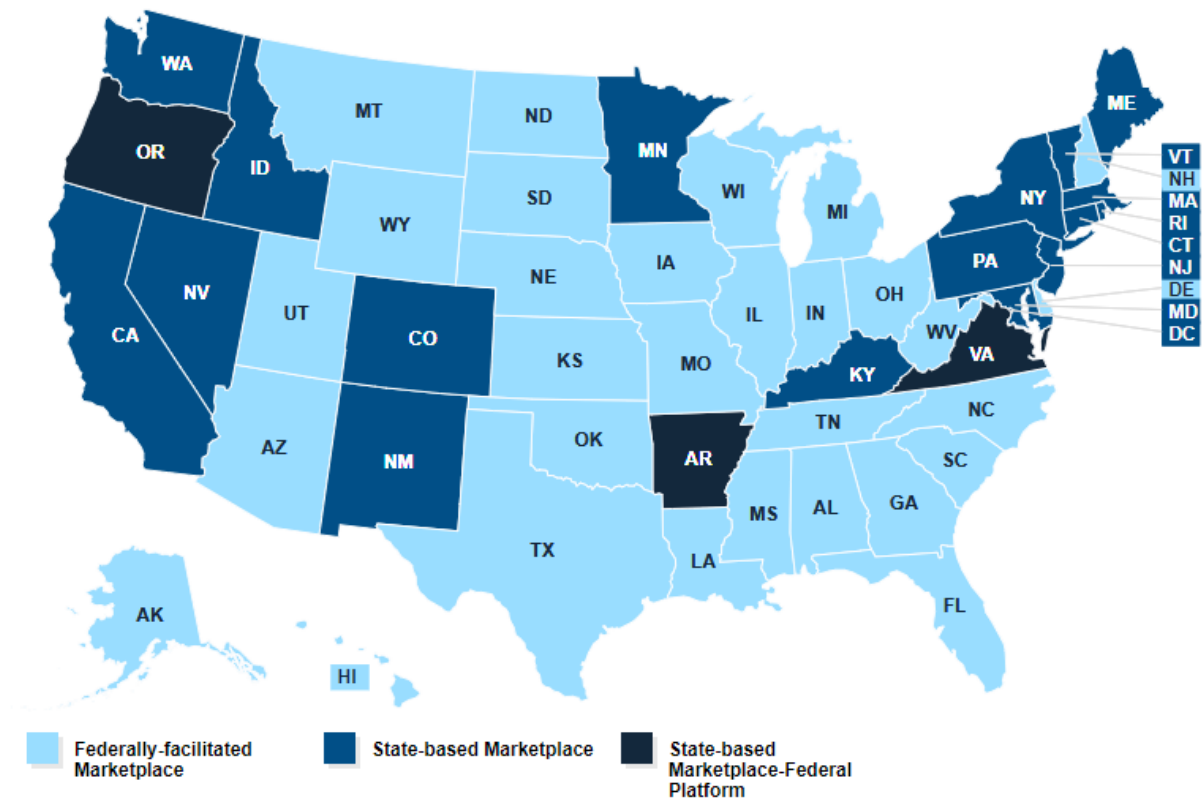 WA
ME
MT
ND
OR
MN
VT
ID
NH
SD
WI
NY
MA
MI
RI
WY
CT
IA
PA
NJ
NE
DE
NV
OH
MD
UT
IL
IN
WV
DC
CA
CO
VA
KS
MO
KY
NC
TN
AZ
OK
NM
AR
SC
MS
AL
GA
TX
LA
FL
AK
HI
Federally-facilitated
Marketplace
State-based Marketplace
State-based
Marketplace-Federal
Platform